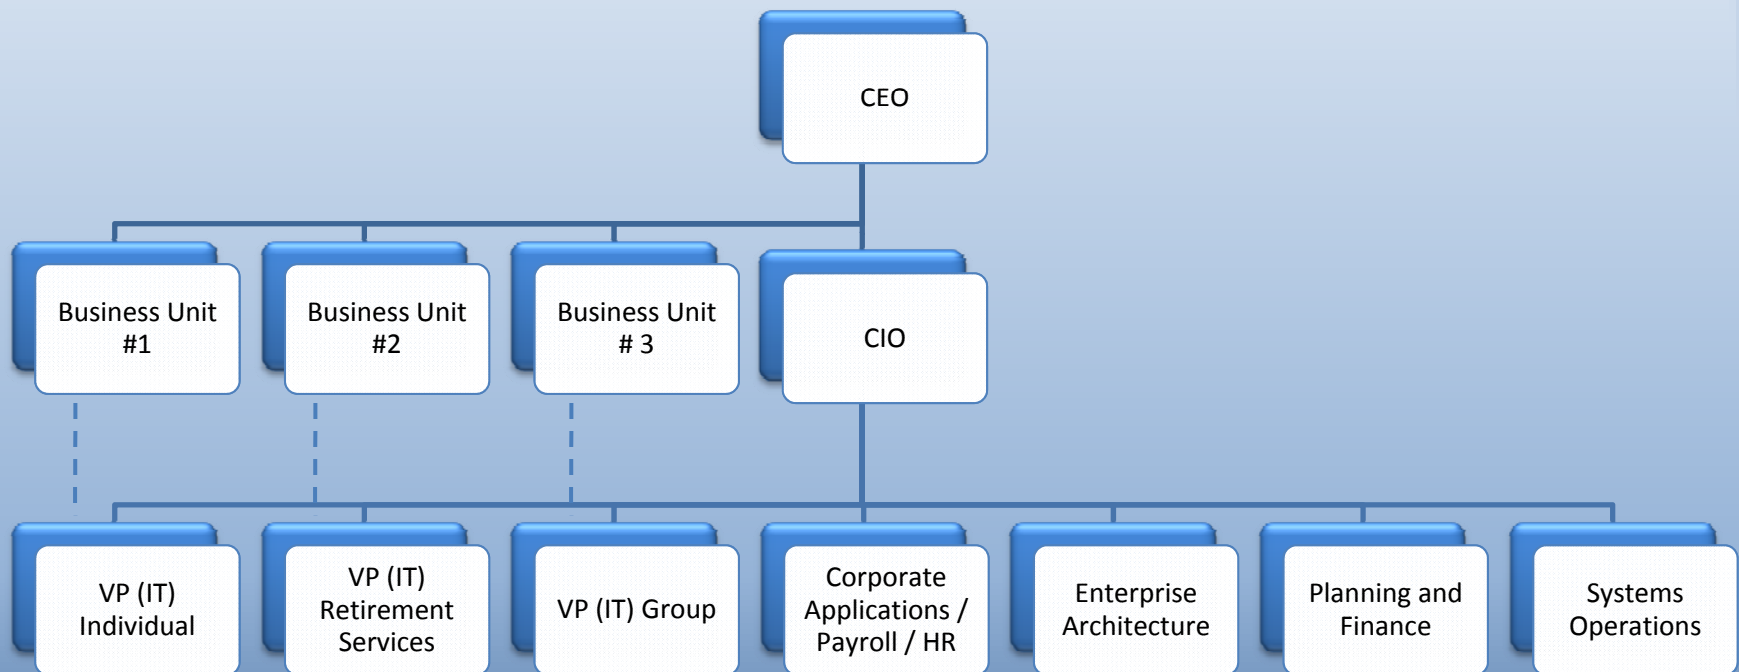 CEO
Business Unit
#1
Business Unit
#2
Business Unit
# 3
CIO
VP (IT)
Individual
VP (IT)
Retirement
Services
VP (IT) Group
Corporate
Applications /
Payroll / HR
Enterprise
Architecture
Planning and
Finance
Systems
Operations